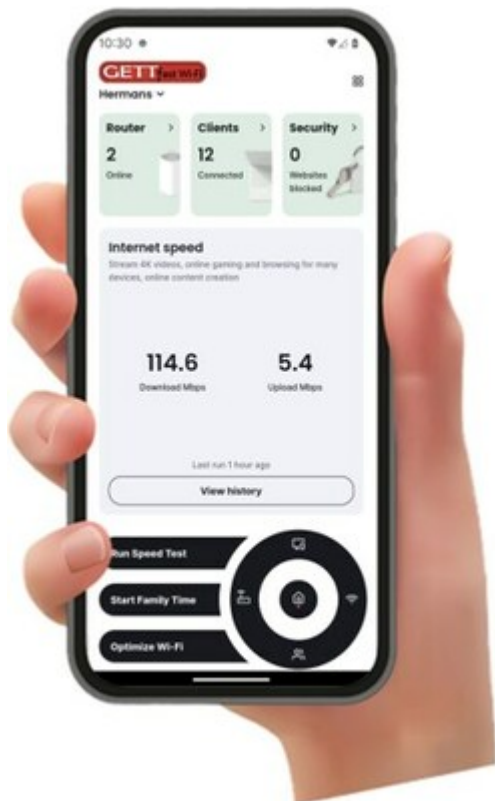 10:30
GETT fast Wi-Fi
Hermans
Router
2
Online
Clients
12
Connected
Security
0
Websites
blocked
Internet speed
Stream 4K videos, online gaming and browsing for many
devices, online content creation
114.6
Download Mbps
5.4
Upload Mbps
Last run 1 hour ago
View history
Run Speed Test
Start Family Time
Optimize Wi-Fi